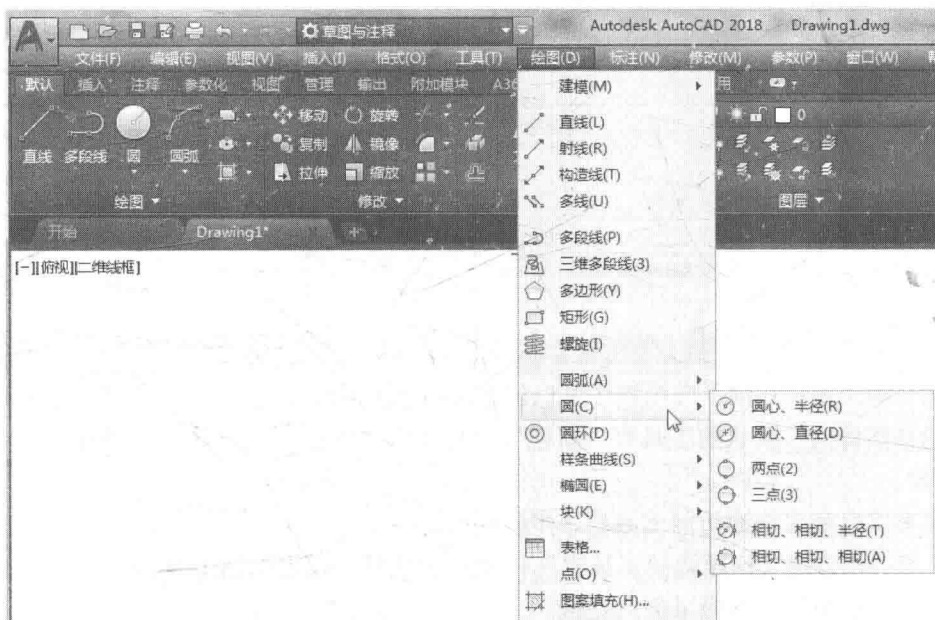 草图与注释
Autodesk AutoCAD 2018 Drawing1.dwg
文件(F) 编辑(E) 视图(V) 插入(I) 格式(O) 工具(T) 绘图(D) 标注(N) 修改(M) 参数(P) 窗口(W)
默认 插入 注释 参数化 视图 管理 输出 附加模块 用
直线 多段线 圆 圆弧
移动 旋转
复制 镜像
拉伸 缩放
0
绘图 修改 图层
开始 Drawing1*
[-][俯视][二维线框]
建模(M)
直线(L)
射线(R)
构造线(T)
多线(U)
多段线(P)
三维多段线(3)
多边形(Y)
矩形(G)
螺旋(I)
圆弧(A)
圆(C)
圆环(D)
样条曲线(S)
椭圆(E)
块(K)
表格...
点(O)
图案填充(H)...
圆心、半径(R)
圆心、直径(D)
两点(2)
三点(3)
相切、相切、半径(T)
相切、相切、相切(A)